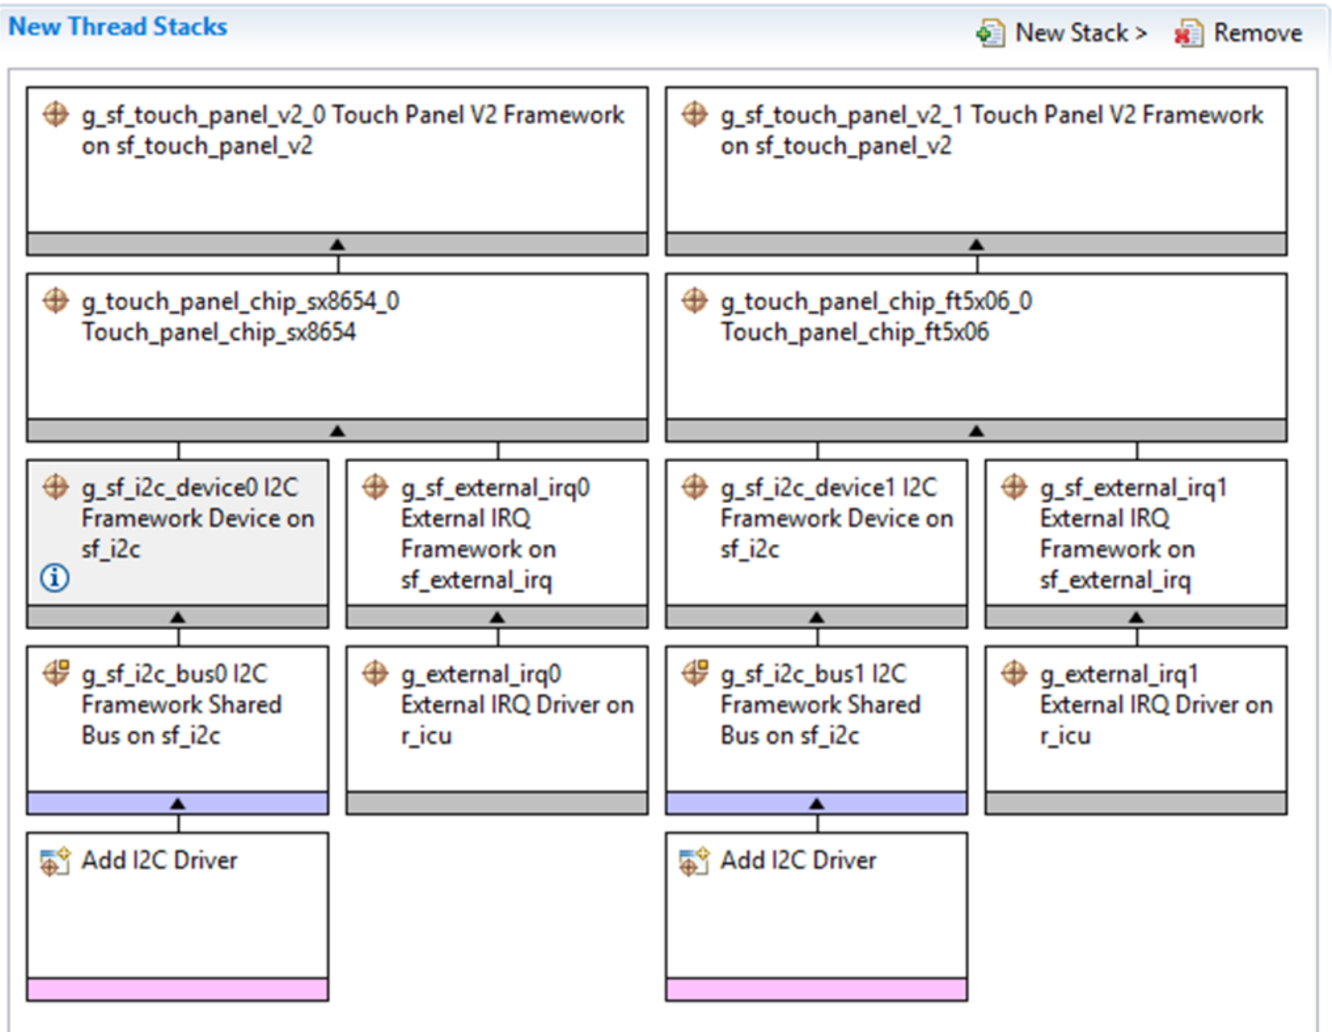 New Thread Stacks
New Stack >
Remove
g_sf_touch_panel_v2_0 Touch Panel V2 Framework
on sf_touch_panel_v2
g_sf_touch_panel_v2_1 Touch Panel V2 Framework
on sf_touch_panel_v2
g_touch_panel_chip_sx8654_0
Touch_panel_chip_sx8654
g_touch_panel_chip_ft5x06_0
Touch_panel_chip_ft5x06
g_sf_i2c_device0 I2C
Framework Device on
sf_i2c
g_sf_external_irq0
External IRQ
Framework on
sf_external_irq
g_sf_i2c_device1 I2C
Framework Device on
sf_i2c
g_sf_external_irq1
External IRQ
Framework on
sf_external_irq
g_sf_i2c_bus0 I2C
Framework Shared
Bus on sf_i2c
g_external_irq0
External IRQ Driver on
r_icu
g_sf_i2c_bus1 I2C
Framework Shared
Bus on sf_i2c
g_external_irq1
External IRQ Driver on
r_icu
Add I2C Driver
Add I2C Driver